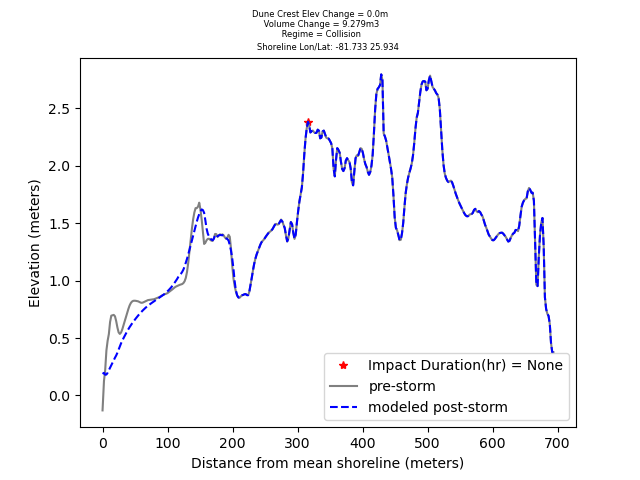 Dune Crest Elev Change = 0.0m
Volume Change = 9.279m3
Regime = Collision
Shoreline Lon/Lat: -81.733 25.934
Elevation (meters)
2.5
2.0
1.5
1.0
0.5
0.0
Impact Duration(hr) = None
pre-storm
modeled post-storm
0 100 200 300 400 500 600 700
Distance from mean shoreline (meters)